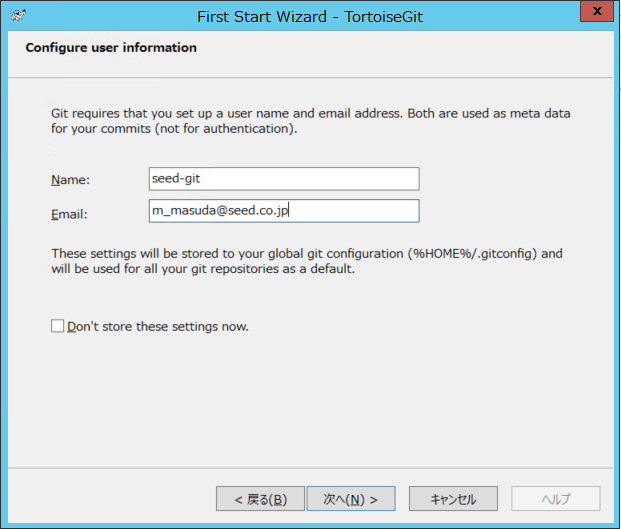 First Start Wizard - TortoiseGit
x
Configure user information
Git requires that you set up a user name and email address. Both are used as meta data
for your commits (not for authentication).
Name: seed-git
Email: m_masuda@seed.co.jp
These settings will be stored to your global git configuration (%HOME%/.gitconfig) and
will be used for all your git repositories as a default.
Don't store these settings now.
< 戻る(B) 次へ(N) > キャンセル ヘルプ